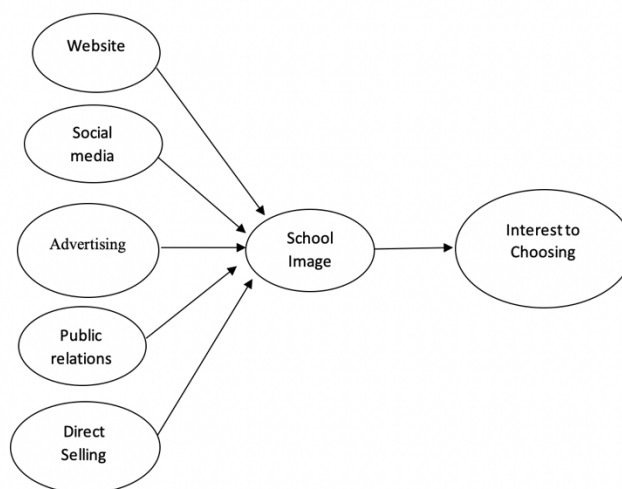 Website
Social
media
Advertising
Public
relations
Direct
Selling
School
Image
Interest to
Choosing